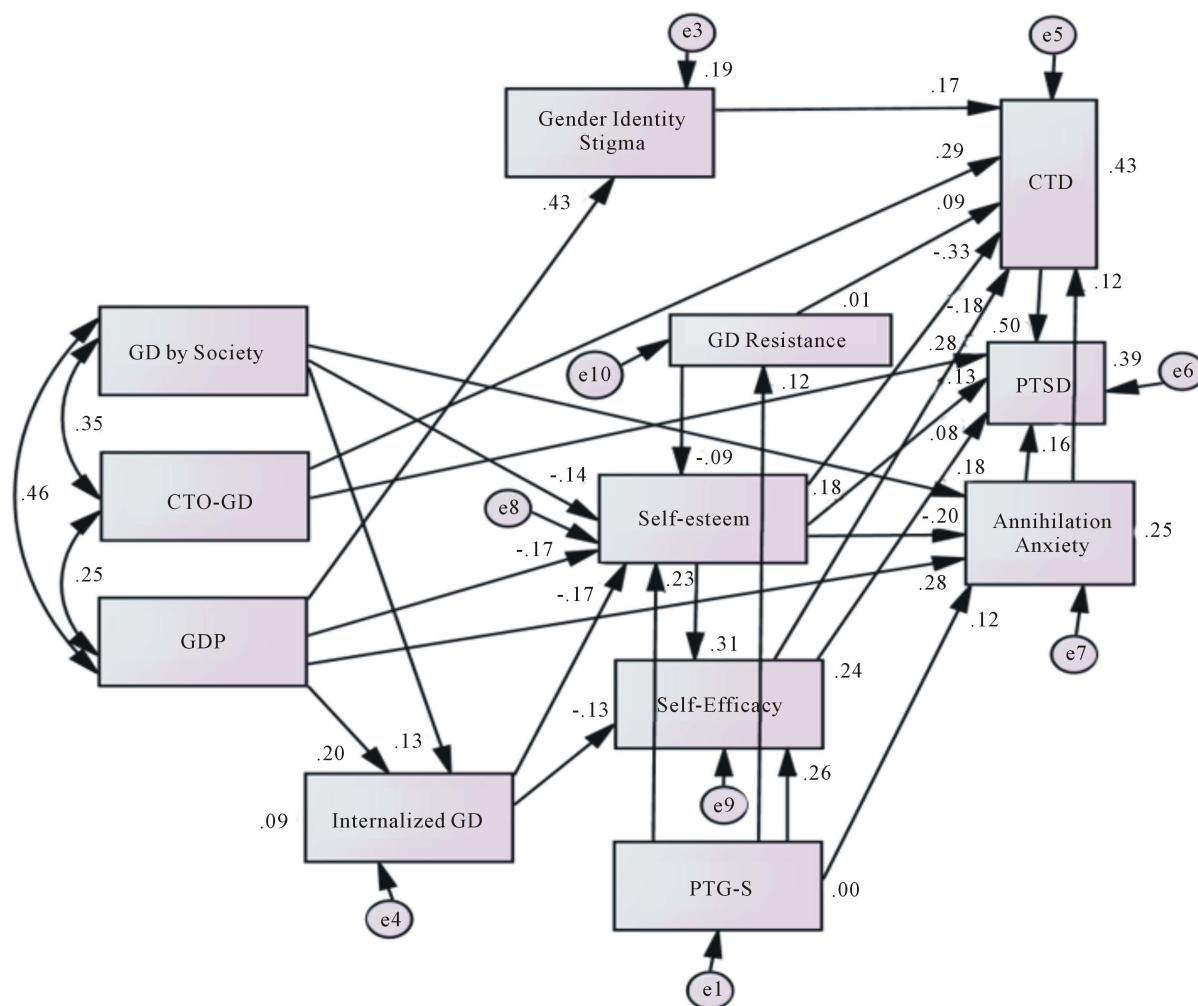 e3
e5
.19
.17
Gender Identity
Stigma
.29
CTD
.43
.43
.09
-.33
.01
.12
-.18
GD by Society
GD Resistance
.28
.50
.39
e6
e10
.12
-.13
PTSD
.35
.08
.16
-.09
.46
CTO-GD
-.14
.18
.18
e8
Self-esteem
-.20
Annihilation
Anxiety
.25
.25
-.17
.28
GDP
-.17
.23
.12
e7
.31
.24
-.13
Self-Efficacy
.20
.13
.26
e9
.09
Internalized GD
PTG-S
.00
e4
e1